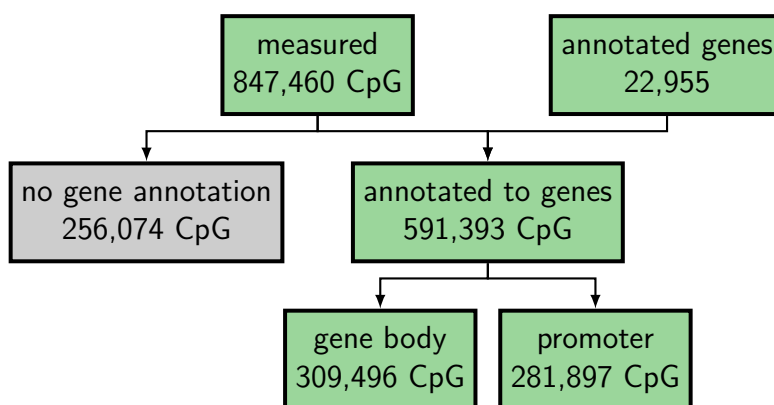 measured
847,460 CpG
annotated genes
22,955
no gene annotation
256,074 CpG
annotated to genes
591,393 CpG
gene body
309,496 CpG
promoter
281,897 CpG